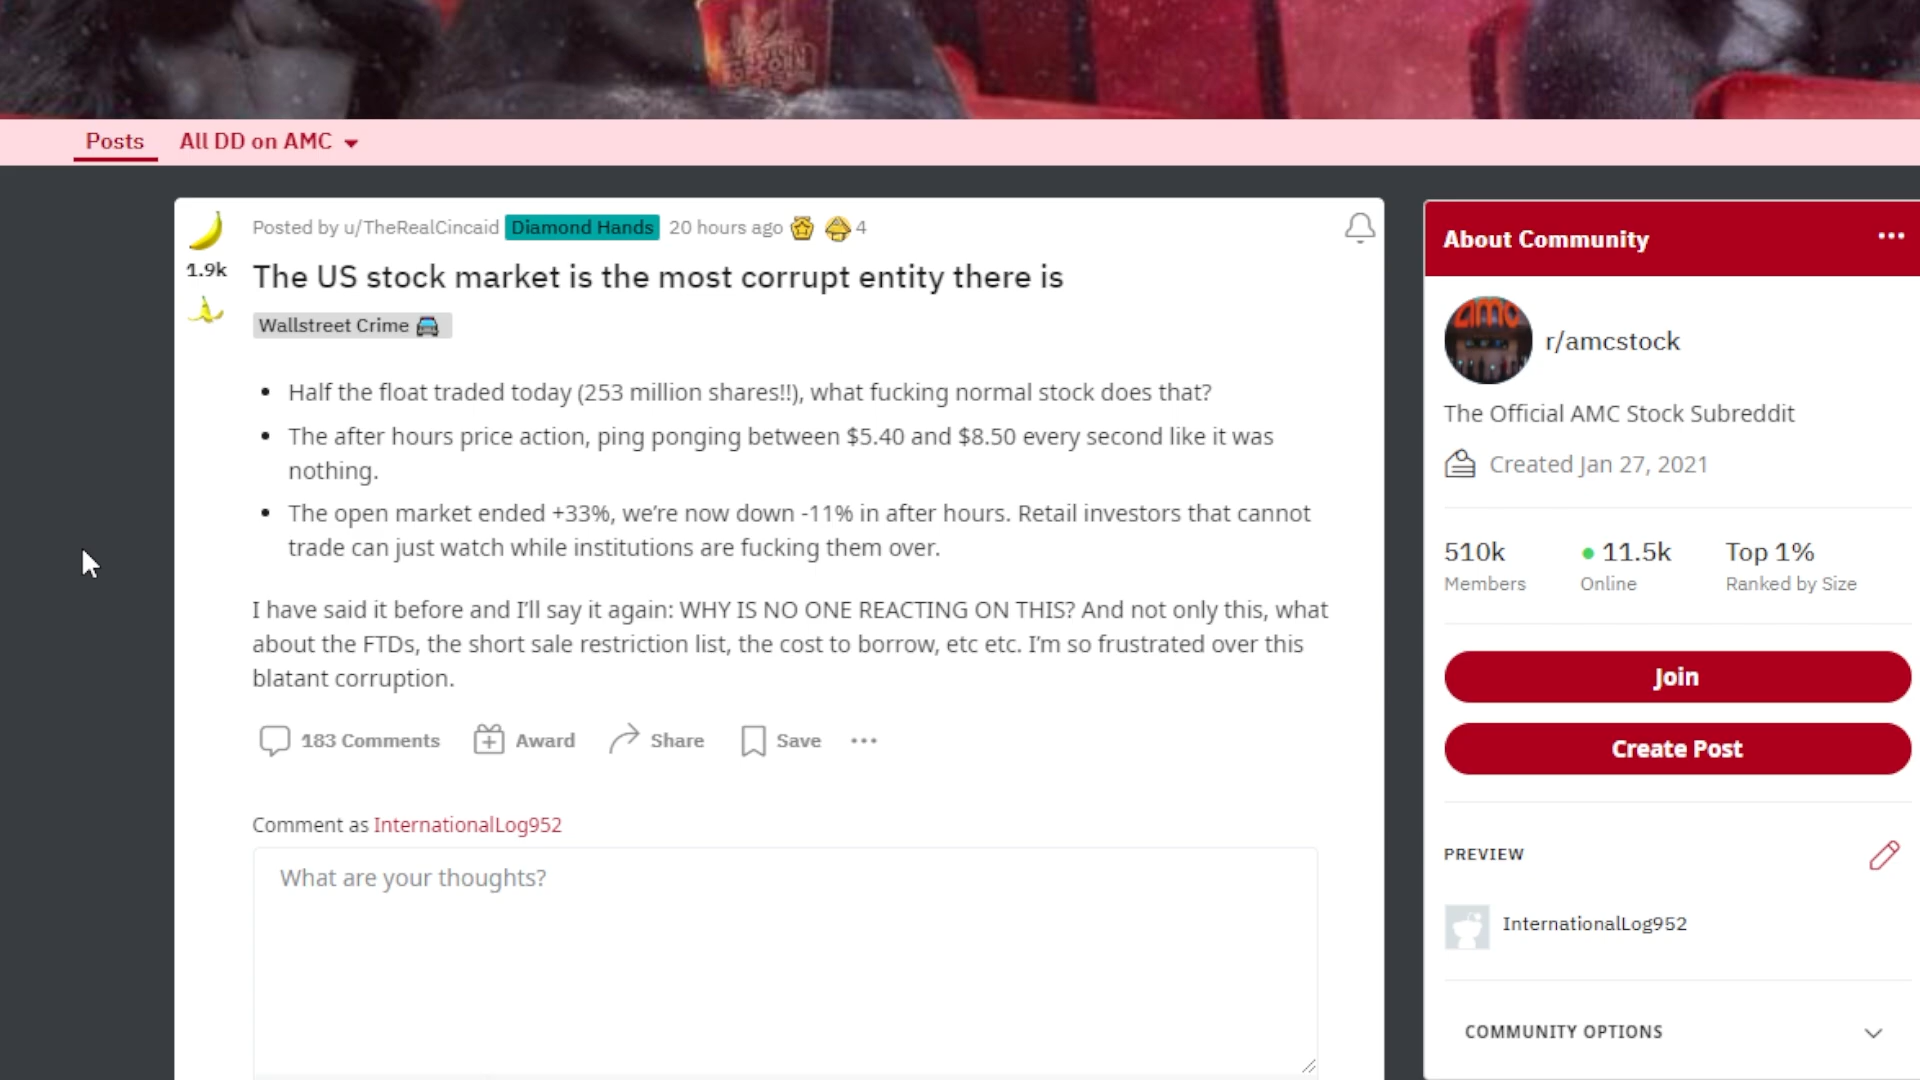 Posts
All DD on AMC
Posted by u/TheRealCincaid Diamond Hands 20 hours ago 4
1.9k
The US stock market is the most corrupt entity there is
Wallstreet Crime
• Half the float traded today (253 million shares!!), what fucking normal stock does that?
• The after hours price action, ping ponging between $5.40 and $8.50 every second like it was
nothing.
• The open market ended +33%, we're now down -11% in after hours. Retail investors that cannot
trade can just watch while institutions are fucking them over.
I have said it before and I'll say it again: WHY IS NO ONE REACTING ON THIS? And not only this, what
about the FTDs, the short sale restriction list, the cost to borrow, etc etc. I'm so frustrated over this
blatant corruption.
183 Comments Award Share Save
Comment as InternationalLog952
What are your thoughts?
About Community
amc
r/amcstock
The Official AMC Stock Subreddit
Created Jan 27, 2021
510k 11.5k Top 1%
Members Online Ranked by Size
Join
Create Post
PREVIEW
InternationalLog952
COMMUNITY OPTIONS